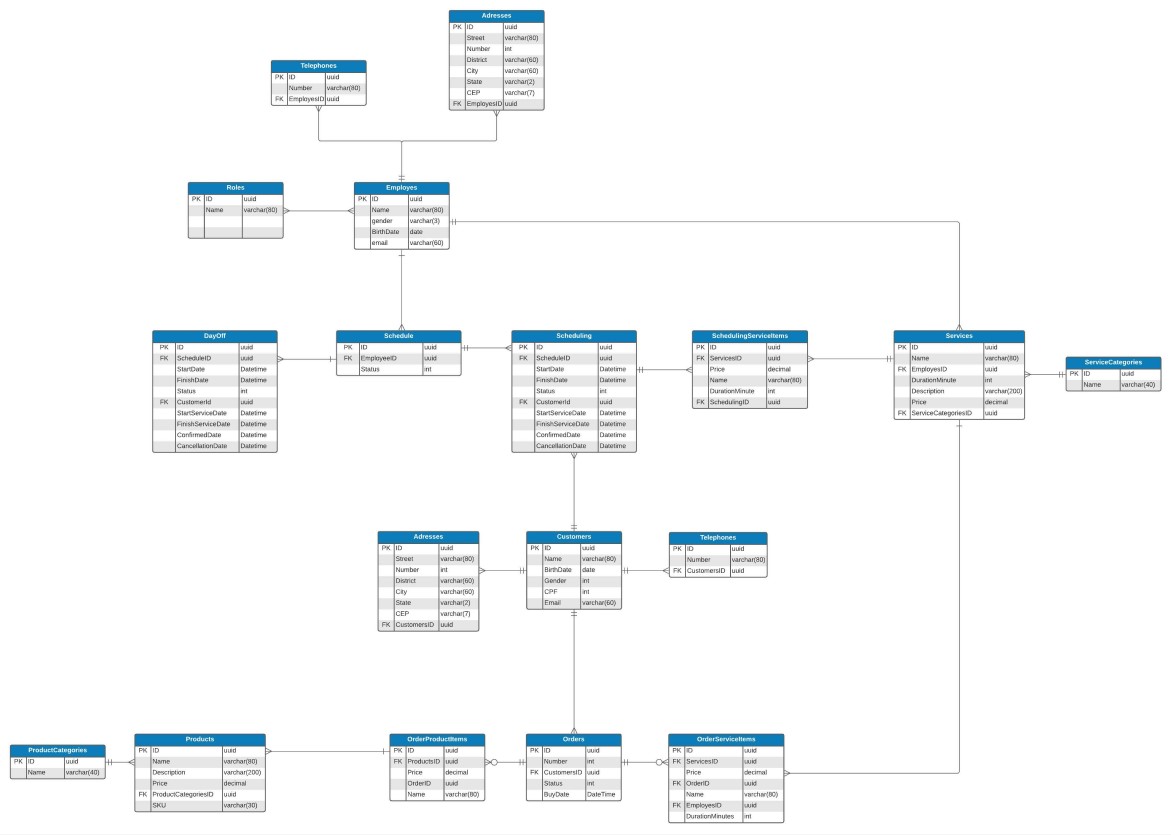 Adresses
PK ID uuid
Street varchar(80)
Number int
District varchar(60)
City varchar(60)
State varchar(2)
CEP varchar(7)
FK EmployesID uuid
Telephones
PK ID uuid
Number varchar(80)
FK EmployesID uuid
Roles
PK ID uuid
Name varchar(80)
Employes
PK ID uuid
Name varchar(80)
gender varchar(3)
BirthDate date
email varchar(60)
DayOff
PK ID uuid
FK ScheduleID uuid
StartDate Datetime
FinishDate Datetime
Status int
FK CustomerId uuid
StartServiceDate Datetime
FinishServiceDate Datetime
ConfirmedDate Datetime
CancellationDate Datetime
Schedule
PK ID uuid
FK EmployeeID uuid
Status int
Scheduling
PK ID uuid
FK ScheduleID uuid
StartDate Datetime
FinishDate Datetime
Status int
FK CustomerId uuid
StartServiceDate Datetime
FinishServiceDate Datetime
ConfirmedDate Datetime
CancellationDate Datetime
SchedulingServiceItems
PK ID uuid
FK ServicesID uuid
Price decimal
Name varchar(80)
DurationMinute int
FK SchedulingID uuid
Services
PK ID uuid
Name varchar(80)
FK EmployesID uuid
DurationMinute int
Description varchar(200)
Price decimal
FK ServiceCategoriesID uuid
ServiceCategories
PK ID uuid
Name varchar(40)
Adresses
PK ID uuid
Street varchar(80)
Number int
District varchar(60)
City varchar(60)
State varchar(2)
CEP varchar(7)
FK CustomersID uuid
Customers
PK ID uuid
Name varchar(80)
BirthDate date
Gender int
CPF int
Email varchar(60)
Telephones
PK ID uuid
Number varchar(80)
FK CustomersID uuid
ProductCategories
PK ID uuid
Name varchar(40)
Products
PK ID uuid
Name varchar(80)
Description varchar(200)
Price decimal
FK ProductCategoriesID uuid
SKU varchar(30)
OrderProductItems
PK ID uuid
FK ProductsID uuid
Price decimal
OrderID uuid
Name varchar(80)
Orders
PK ID uuid
Number int
FK CustomersID uuid
Status int
BuyDate DateTime
OrderServiceItems
PK ID uuid
FK ServicesID uuid
Price decimal
FK OrderID uuid
Name varchar(80)
FK EmployesID uuid
DurationMinutes int